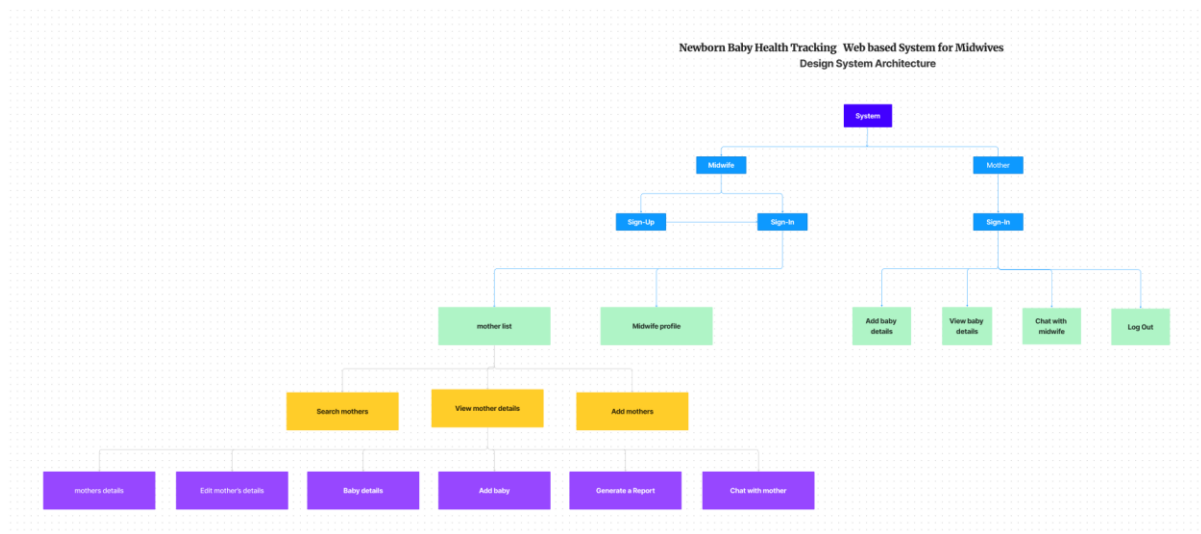 Newborn Baby Health Tracking Web based System for Midwives
Design System Architecture
System
Midwife
Mother
Sign-Up
Sign-In
Sign-In
mother list
Midwife profile
Add baby
details
View baby
details
Chat with
midwife
Log Out
Search mothers
View mother details
Add mothers
mothers details
Edit mother's details
Baby details
Add baby
Generate a Report
Chat with mother